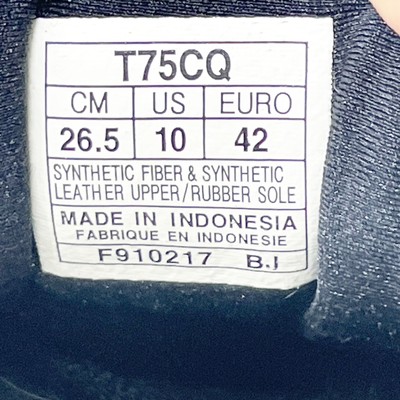 T75CQ
CM US EURO
26.5 10 42
SYNTHETIC FIBER & SYNTHETIC
LEATHER UPPER/RUBBER SOLE
MADE IN INDONESIA
FABRIQUE EN INDONESIE
F910217 B.I